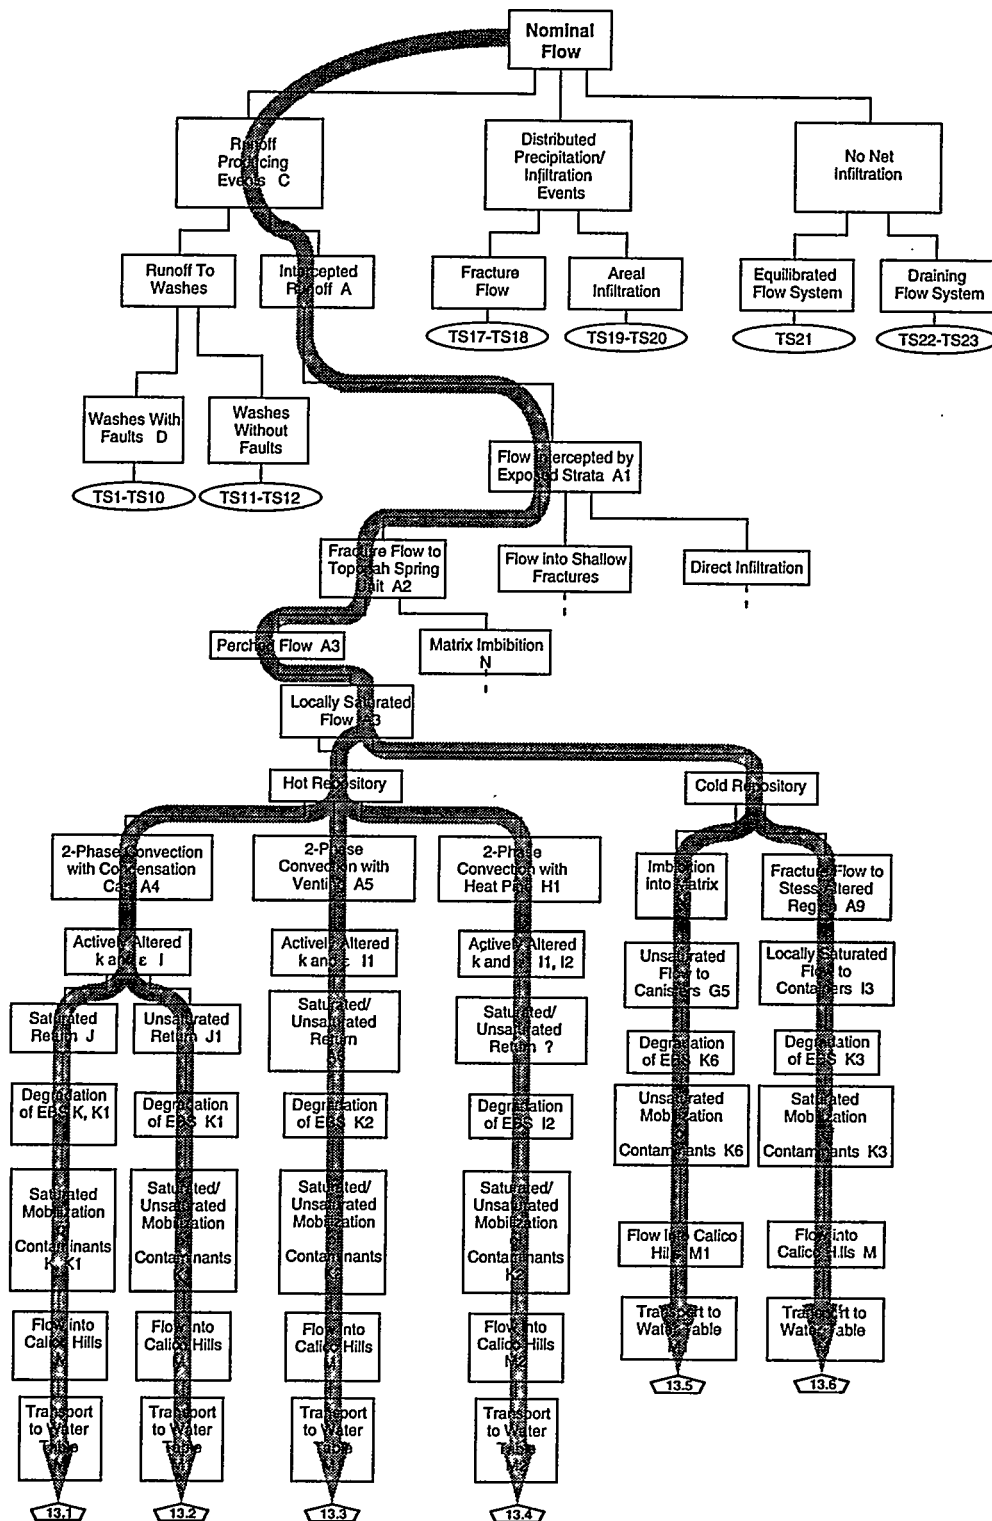 Nominal
Flow
Runoff
Producing
Events C
Distributed
Precipitation/
Infiltration
Events
No Net
Infiltration
Runoff To
Washes
Intercepted
Runoff A
Fracture
Flow
Areal
Infiltration
Equilibrated
Flow System
Draining
Flow System
TS17-TS18
TS19-TS20
TS21
TS22-TS23
Washes With
Faults D
Washes
Without
Faults
TS1-TS10
TS11-TS12
Flow Intercepted by
Exposed Strata A1
Fracture Flow to
Topopah Spring
Unit A2
Flow into Shallow
Fractures
Direct Infiltration
Perched Flow A3
Matrix Imbibition
N
Locally Saturated
Flow A3
Hot Repository
Cold Repository
2-Phase Convection
with Condensation
Cap A4
2-Phase
Convection with
Venting A5
2-Phase
Convection with
Heat Pipe H1
Imbibition
into Matrix
Fracture Flow to
Stess-Altered
Region A9
Actively Altered
k and ε I
Actively Altered
k and ε I1
Actively Altered
k and ε I1, I2
Unsaturated
Flow to
Canisters G5
Locally Saturated
Flow to
Containers I3
Saturated
Return J
Unsaturated
Return J1
Saturated/
Unsaturated
Return
Saturated/
Unsaturated
Return ?
Degradation
of EBS K6
Degradation
of EBS K3
Degradation
of EBS K, K1
Degradation
of EBS K1
Degradation
of EBS K2
Degradation
of EBS I2
Unsaturated
Mobilization
Contaminants K6
Saturated
Mobilization
Contaminants K3
Saturated
Mobilization
Contaminants
K, K1
Saturated/
Unsaturated
Mobilization
Contaminants
Saturated/
Unsaturated
Mobilization
Contaminants
Saturated/
Unsaturated
Mobilization
Contaminants
K2
Flow into Calico
Hills M1
Flow into
Calico Hills M
Flow into
Calico Hills
Flow into
Calico Hills
Flow into
Calico Hills
Flow into
Calico Hills
M2
Transport to
Water Table
Transport to
Water Table
13.5
13.6
Transport
to Water
Table
Transport
to Water
Table
Transport
to Water
Table
Transport
to Water
Table
M2
13.1
13.2
13.3
13.4